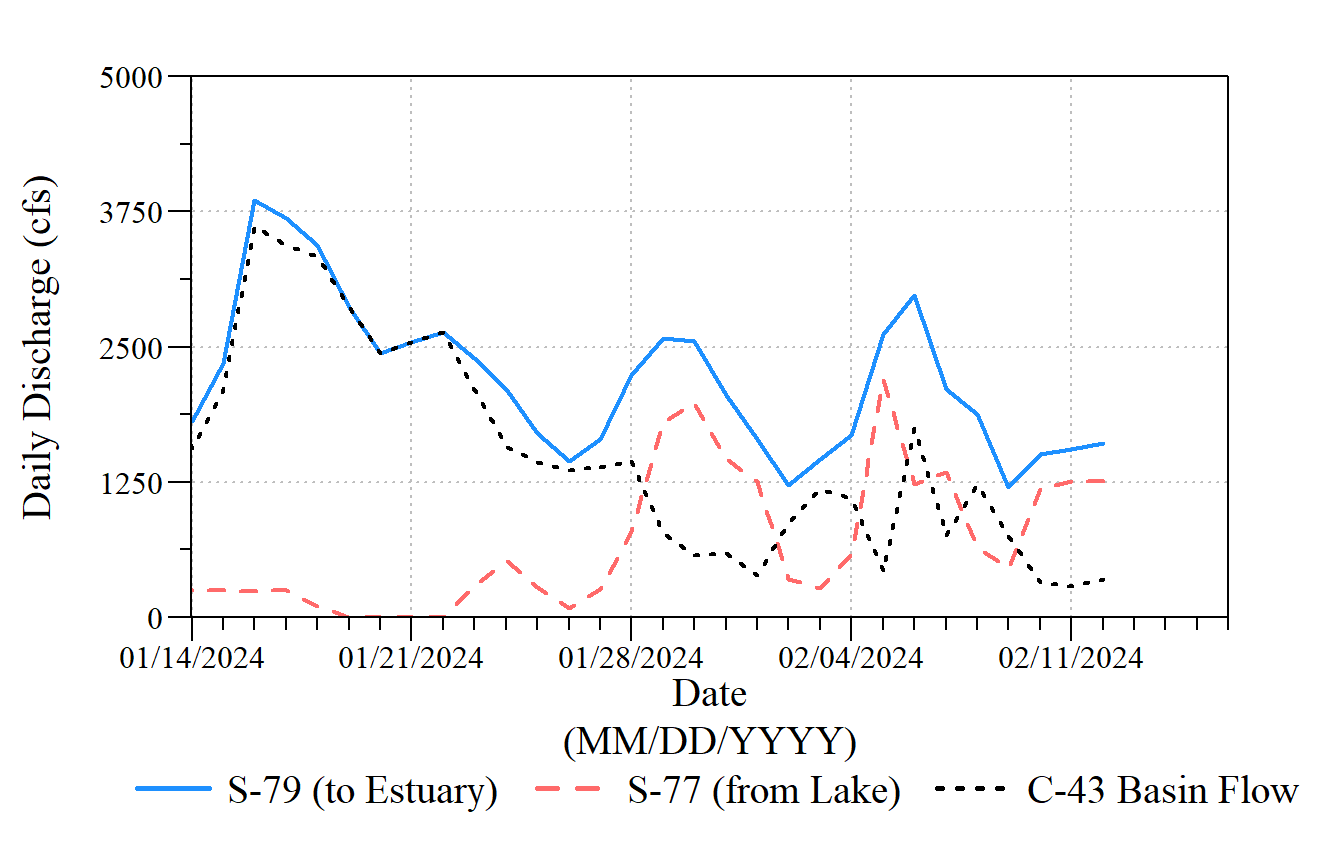 Daily Discharge (cfs)
5000
3750
2500
1250
0
01/14/2024 01/21/2024 01/28/2024 02/04/2024 02/11/2024
Date
(MM/DD/YYYY)
S-79 (to Estuary) S-77 (from Lake) C-43 Basin Flow